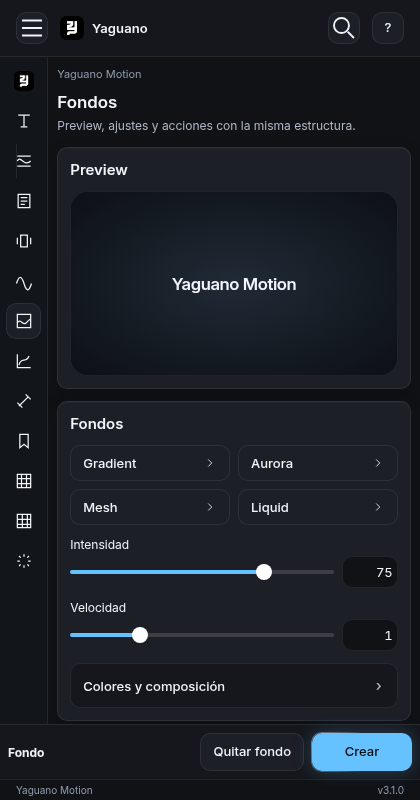 Yaguano
?
Yaguano Motion
Fondos
Preview, ajustes y acciones con la misma estructura.
Preview
Yaguano Motion
Fondos
Gradient
Aurora
Mesh
Liquid
Intensidad
75
Velocidad
1
Colores y composición
Fondo
Quitar fondo
Crear
Yaguano Motion
v3.1.0